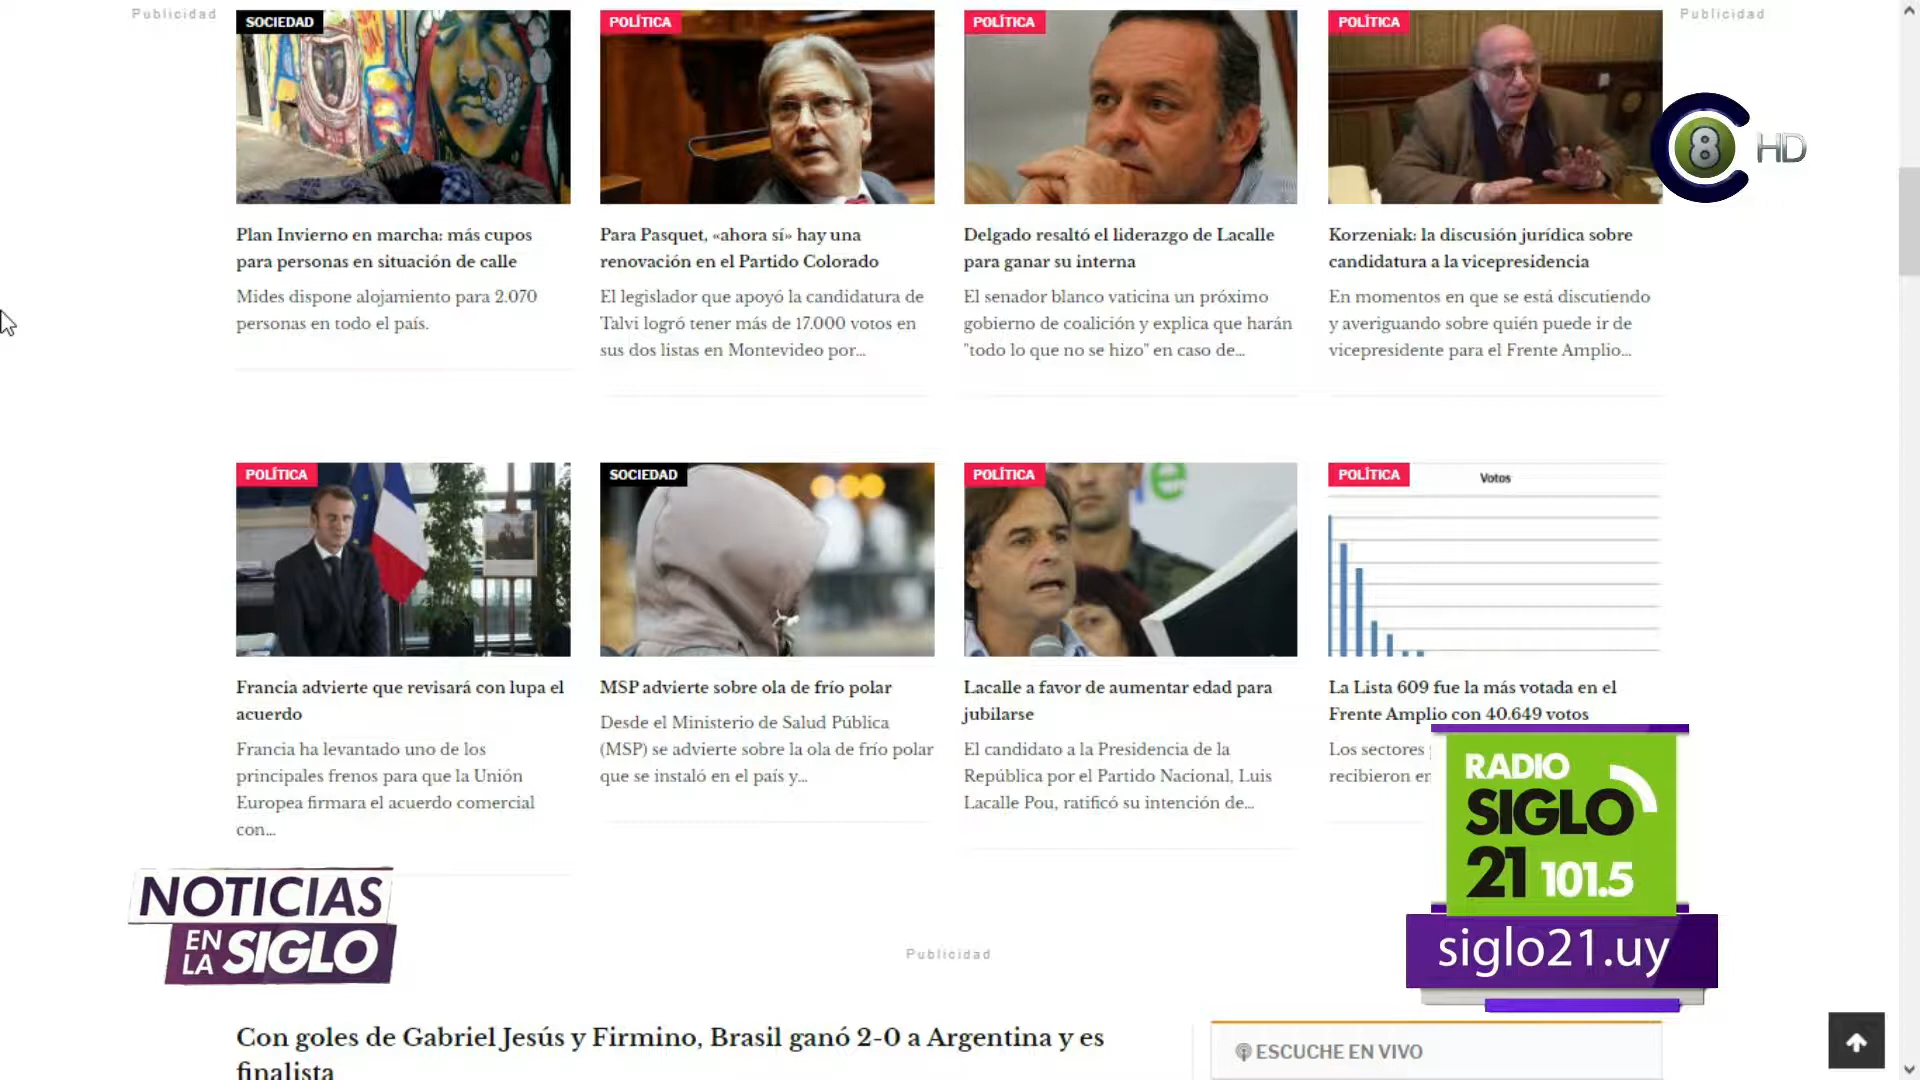 Publicidad
Publicidad
SOCIEDAD
POLÍTICA
POLÍTICA
POLÍTICA
8 HD
Plan Invierno en marcha: más cupos
para personas en situación de calle
Mides dispone alojamiento para 2.070
personas en todo el país.
Para Pasquet, «ahora sí» hay una
renovación en el Partido Colorado
El legislador que apoyó la candidatura de
Talvi logró tener más de 17.000 votos en
sus dos listas en Montevideo por...
Delgado resaltó el liderazgo de Lacalle
para ganar su interna
El senador blanco vaticina un próximo
gobierno de coalición y explica que harán
"todo lo que no se hizo" en caso de...
Korzeniak: la discusión jurídica sobre
candidatura a la vicepresidencia
En momentos en que se está discutiendo
y averiguando sobre quién puede ir de
vicepresidente para el Frente Amplio...
POLÍTICA
SOCIEDAD
POLÍTICA
POLÍTICA
Votos
Francia advierte que revisará con lupa el
acuerdo
Francia ha levantado uno de los
principales frenos para que la Unión
Europea firmara el acuerdo comercial
con...
MSP advierte sobre ola de frío polar
Desde el Ministerio de Salud Pública
(MSP) se advierte sobre la ola de frío polar
que se instaló en el país y...
Lacalle a favor de aumentar edad para
jubilarse
El candidato a la Presidencia de la
República por el Partido Nacional, Luis
Lacalle Pou, ratificó su intención de...
La Lista 609 fue la más votada en el
Frente Amplio con 40.649 votos
Los sectores
recibieron
RADIO
SIGLO
21 101.5
siglo21.uy
NOTICIAS
EN LA SIGLO
Publicidad
Con goles de Gabriel Jesús y Firmino, Brasil ganó 2-0 a Argentina y es
finalista
ESCUCHE EN VIVO